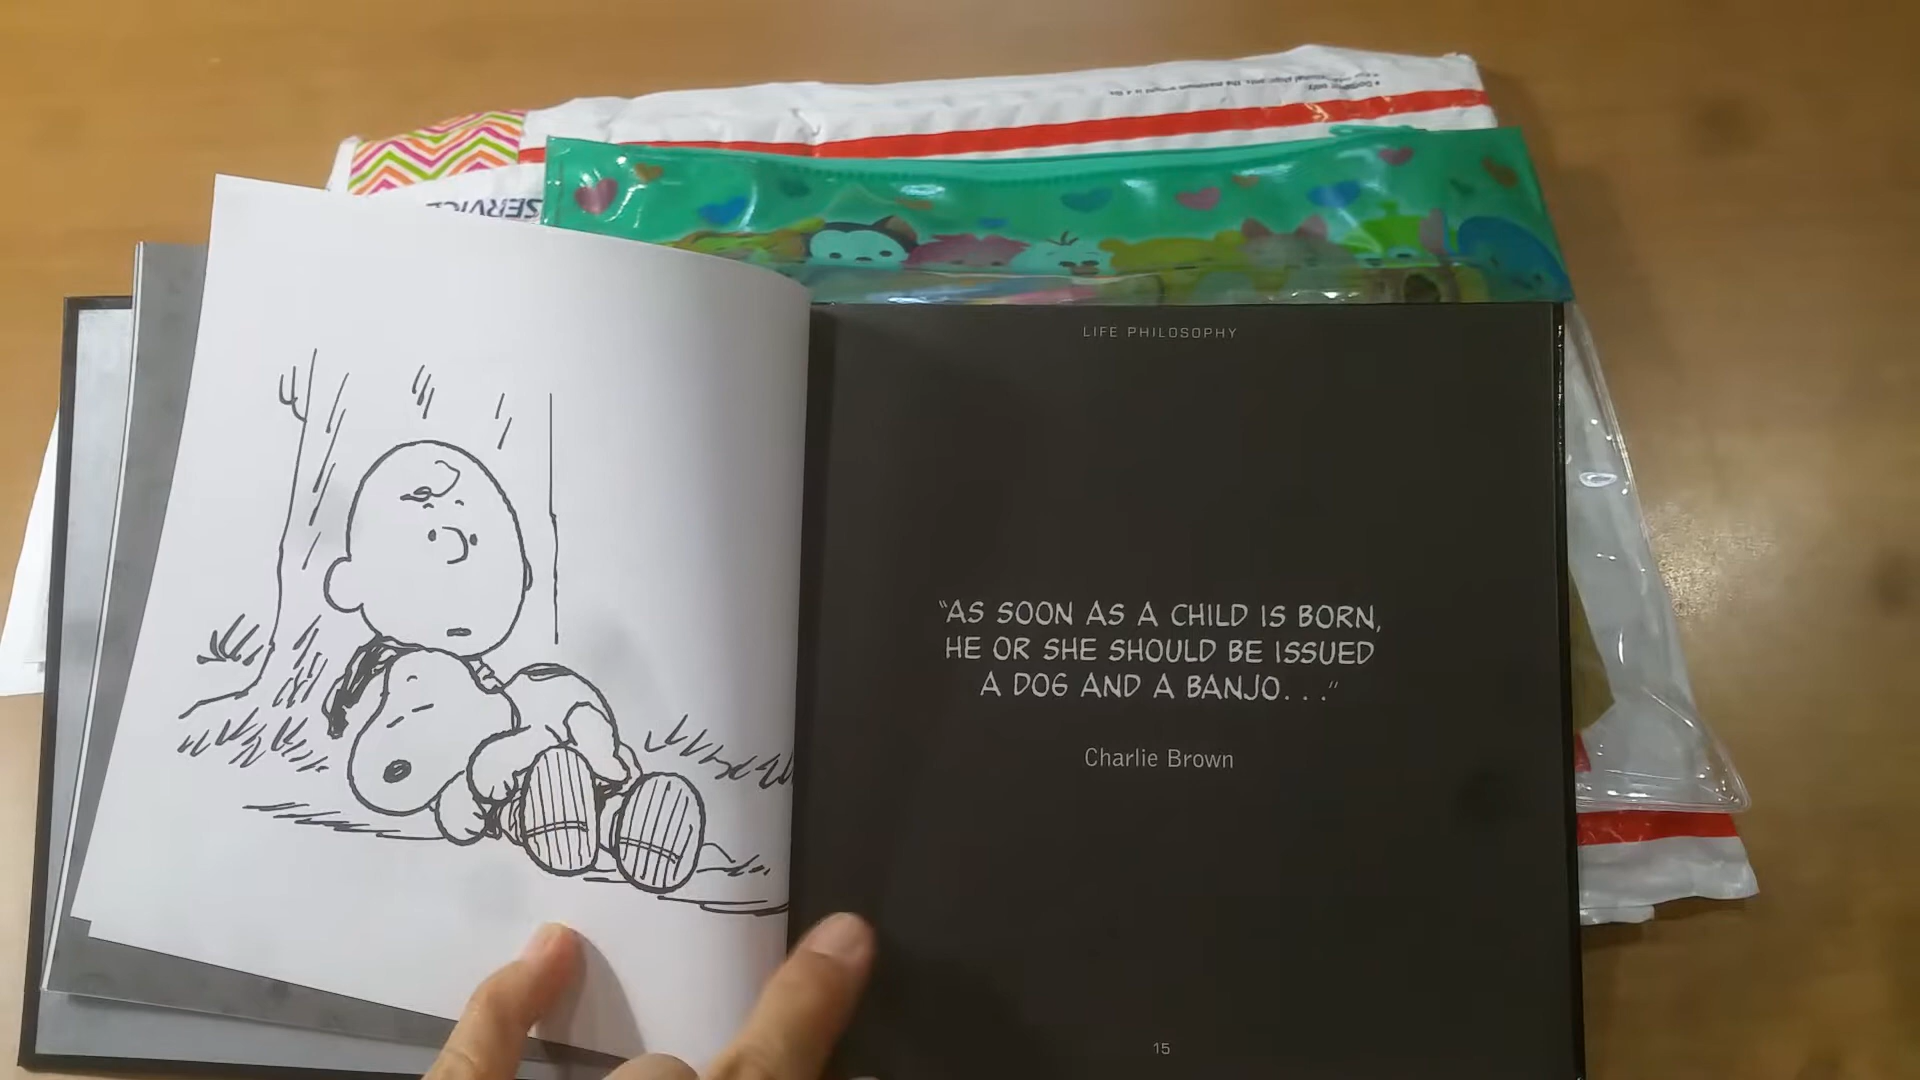 SERVICE
LIFE PHILOSOPHY
“AS SOON AS A CHILD IS BORN,
HE OR SHE SHOULD BE ISSUED
A DOG AND A BANJO. . .”
Charlie Brown
15